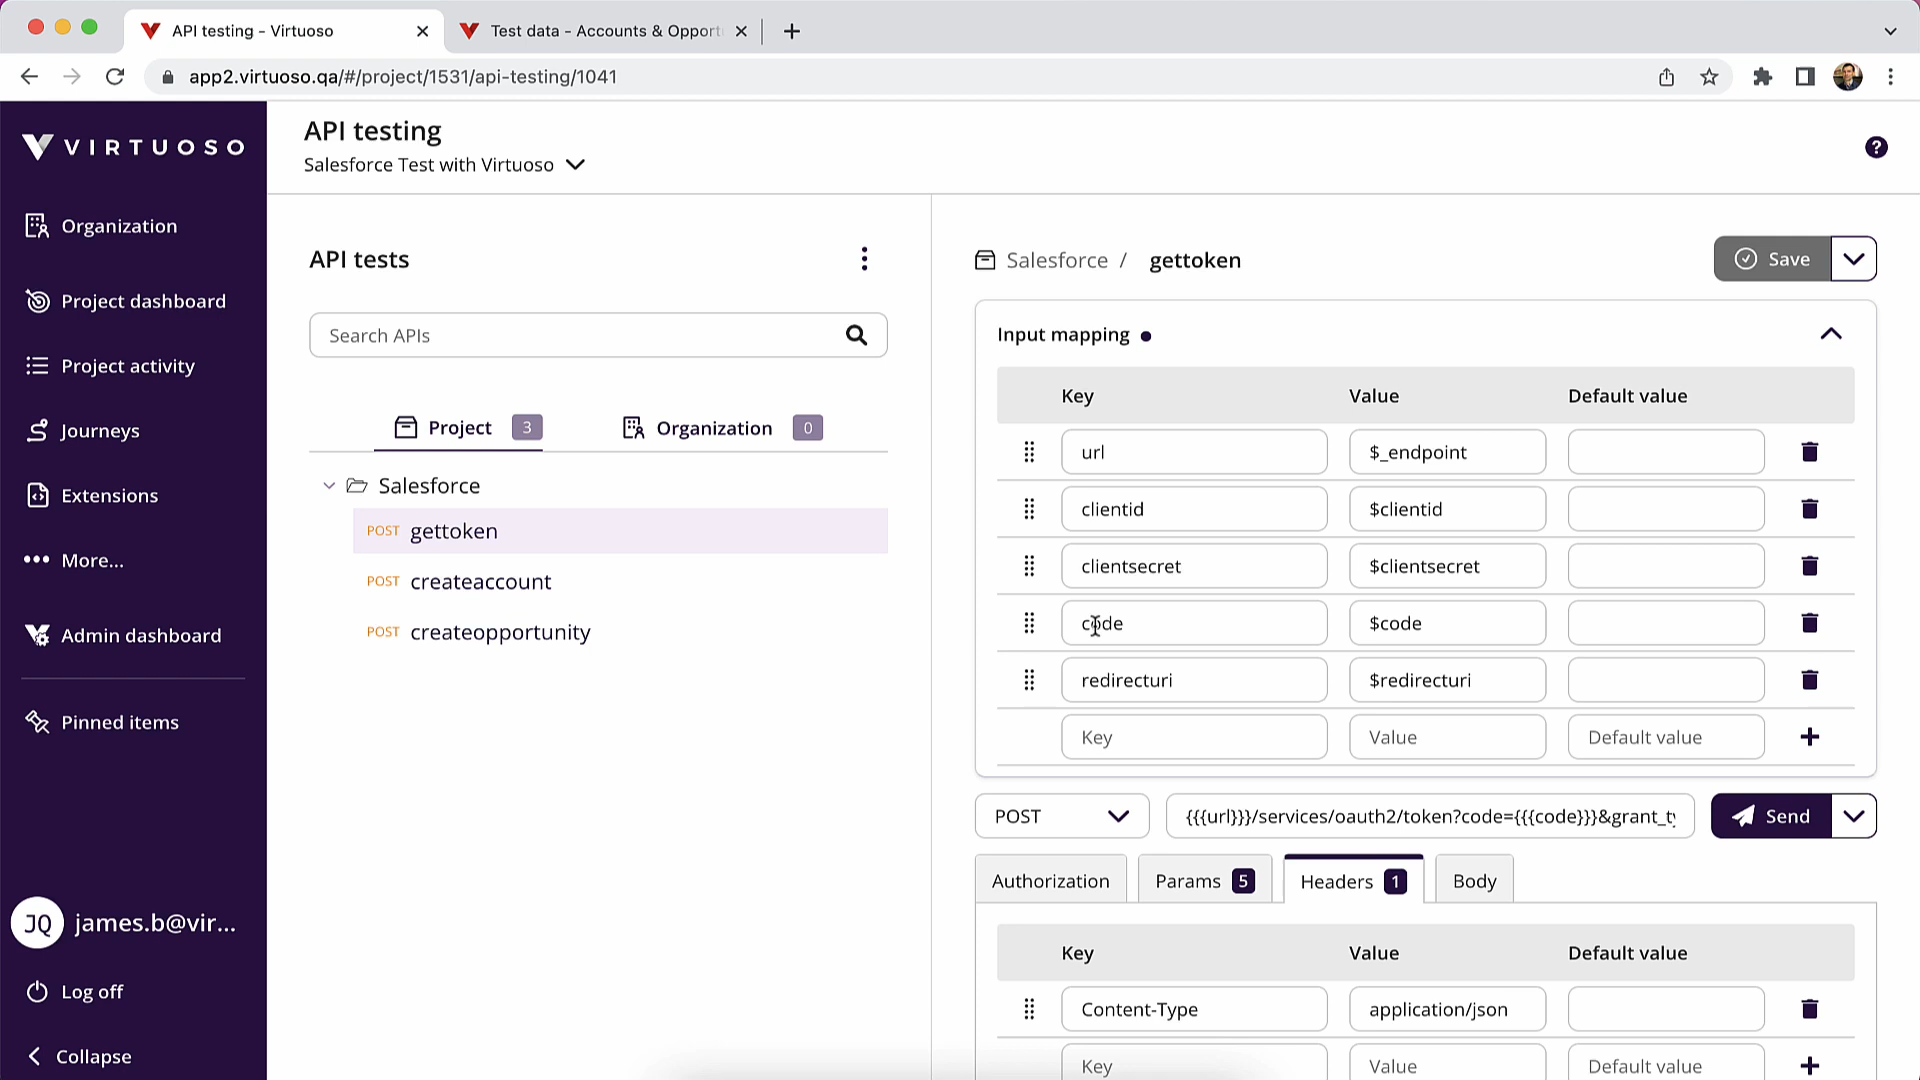 API testing - Virtuoso
Test data - Accounts & Opport
app2.virtuoso.qa/#/project/1531/api-testing/1041
VIRTUOSO
Organization
Project dashboard
Project activity
Journeys
Extensions
More...
Admin dashboard
Pinned items
JQ james.b@vir...
Log off
Collapse
API testing
Salesforce Test with Virtuoso
?
API tests
Search APIs
Project 3 Organization 0
Salesforce
POST gettoken
POST createaccount
POST createopportunity
Salesforce / gettoken
Save
Input mapping
Key Value Default value
url $_endpoint
clientid $clientid
clientsecret $clientsecret
code $code
redirecturi $redirecturi
Key Value Default value
POST {{{url}}}/services/oauth2/token?code={{{code}}}&grant_ty Send
Authorization Params 5 Headers 1 Body
Key Value Default value
Content-Type application/json
Key Value Default value